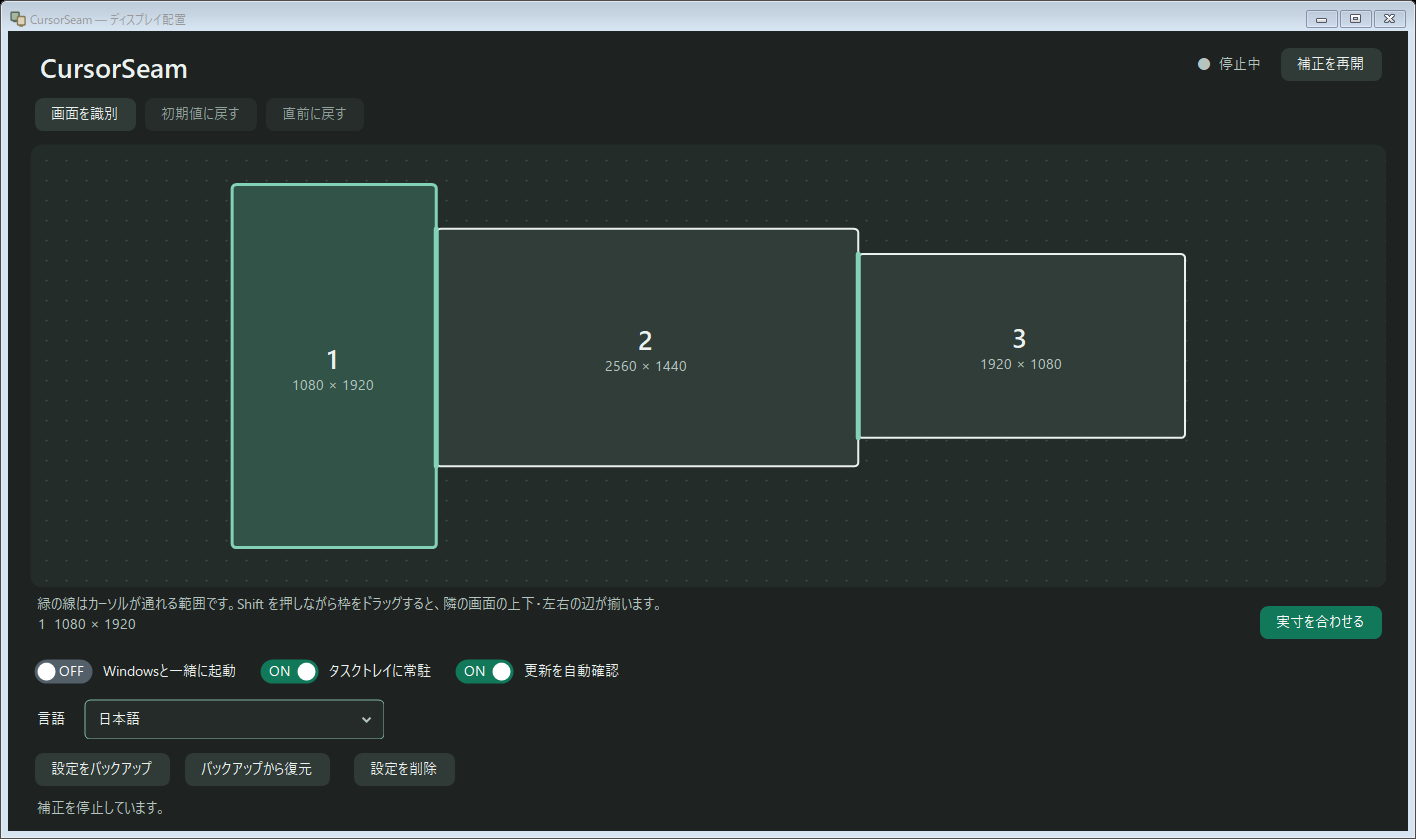 CursorSeam — ディスプレイ配置
CursorSeam
停止中
補正を再開
画面を識別
初期値に戻す
直前に戻す
1
1080 × 1920
2
2560 × 1440
3
1920 × 1080
緑の線はカーソルが通れる範囲です。Shift を押しながら枠をドラッグすると、隣の画面の上下・左右の辺が揃います。
1 1080 × 1920
実寸を合わせる
OFF Windowsと一緒に起動
ON タスクトレイに常駐
ON 更新を自動確認
言語
日本語
設定をバックアップ
バックアップから復元
設定を削除
補正を停止しています。